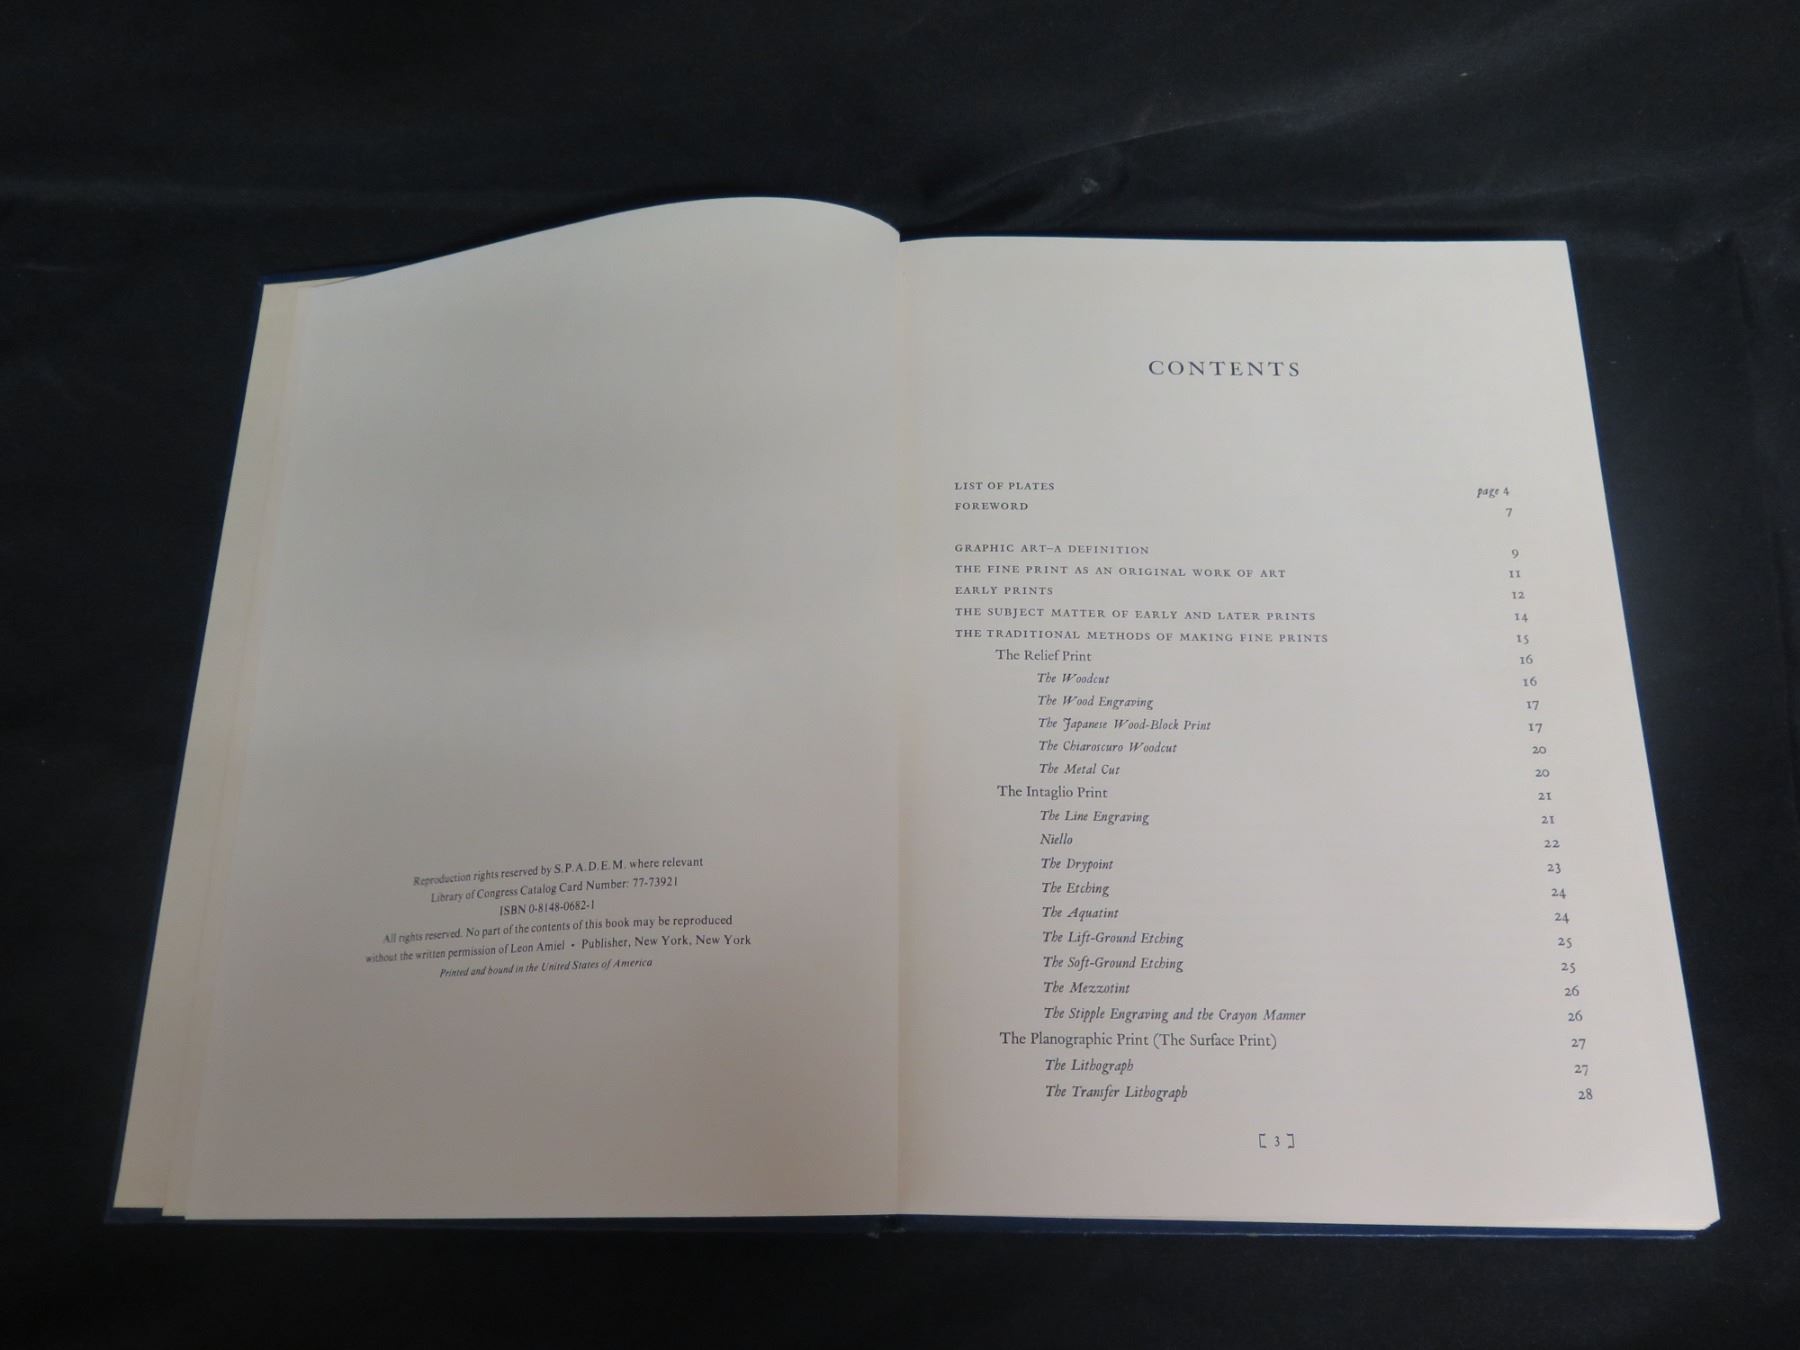 Reproduction rights reserved by S.P.A.D.E.M. where relevant
Library of Congress Catalog Card Number: 77-73921
ISBN 0-8148-0682-1
All rights reserved. No part of the contents of this book may be reproduced
without the written permission of Leon Amiel • Publisher, New York, New York
Printed and bound in the United States of America
CONTENTS
LIST OF PLATES page 4
FOREWORD 7
GRAPHIC ART–A DEFINITION 9
THE FINE PRINT AS AN ORIGINAL WORK OF ART 11
EARLY PRINTS 12
THE SUBJECT MATTER OF EARLY AND LATER PRINTS 14
THE TRADITIONAL METHODS OF MAKING FINE PRINTS 15
The Relief Print 16
The Woodcut 16
The Wood Engraving 17
The Japanese Wood-Block Print 17
The Chiaroscuro Woodcut 20
The Metal Cut 20
The Intaglio Print 21
The Line Engraving 21
Niello 22
The Drypoint 23
The Etching 24
The Aquatint 24
The Lift-Ground Etching 25
The Soft-Ground Etching 25
The Mezzotint 26
The Stipple Engraving and the Crayon Manner 26
The Planographic Print (The Surface Print) 27
The Lithograph 27
The Transfer Lithograph 28
[ 3 ]